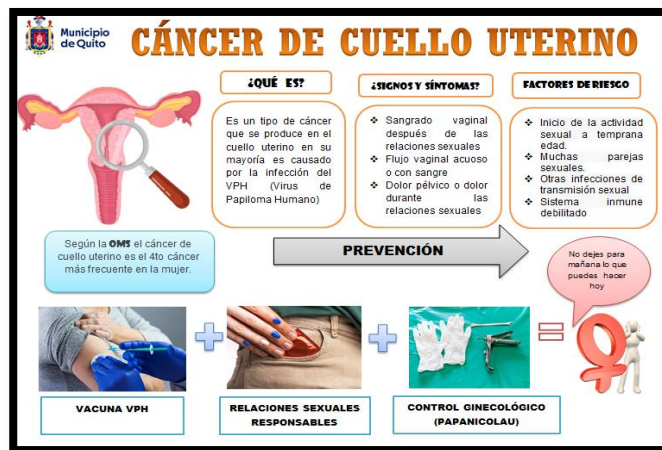 Municipio
de Quito
CÁNCER DE CUELLO UTERINO
¿QUÉ ES?
Es un tipo de cáncer
que se produce en el
cuello uterino en su
mayoría es causado
por la infección del
VPH (Virus de
Papiloma Humano)
¿SIGNOS Y SÍNTOMAS?
❖ Sangrado vaginal
después de las
relaciones sexuales
❖ Flujo vaginal acuoso
o con sangre
❖ Dolor pélvico o dolor
durante las
relaciones sexuales
FACTORES DE RIESGO
❖ Inicio de la actividad
sexual a temprana
edad.
❖ Muchas parejas
sexuales.
❖ Otras infecciones de
transmisión sexual
❖ Sistema inmune
debilitado
Según la OMS el cáncer de
cuello uterino es el 4to cáncer
más frecuente en la mujer.
PREVENCIÓN
No dejes para
mañana lo que
puedes hacer
hoy
VACUNA VPH
RELACIONES SEXUALES
RESPONSABLES
CONTROL GINECOLÓGICO
(PAPANICOLAU)